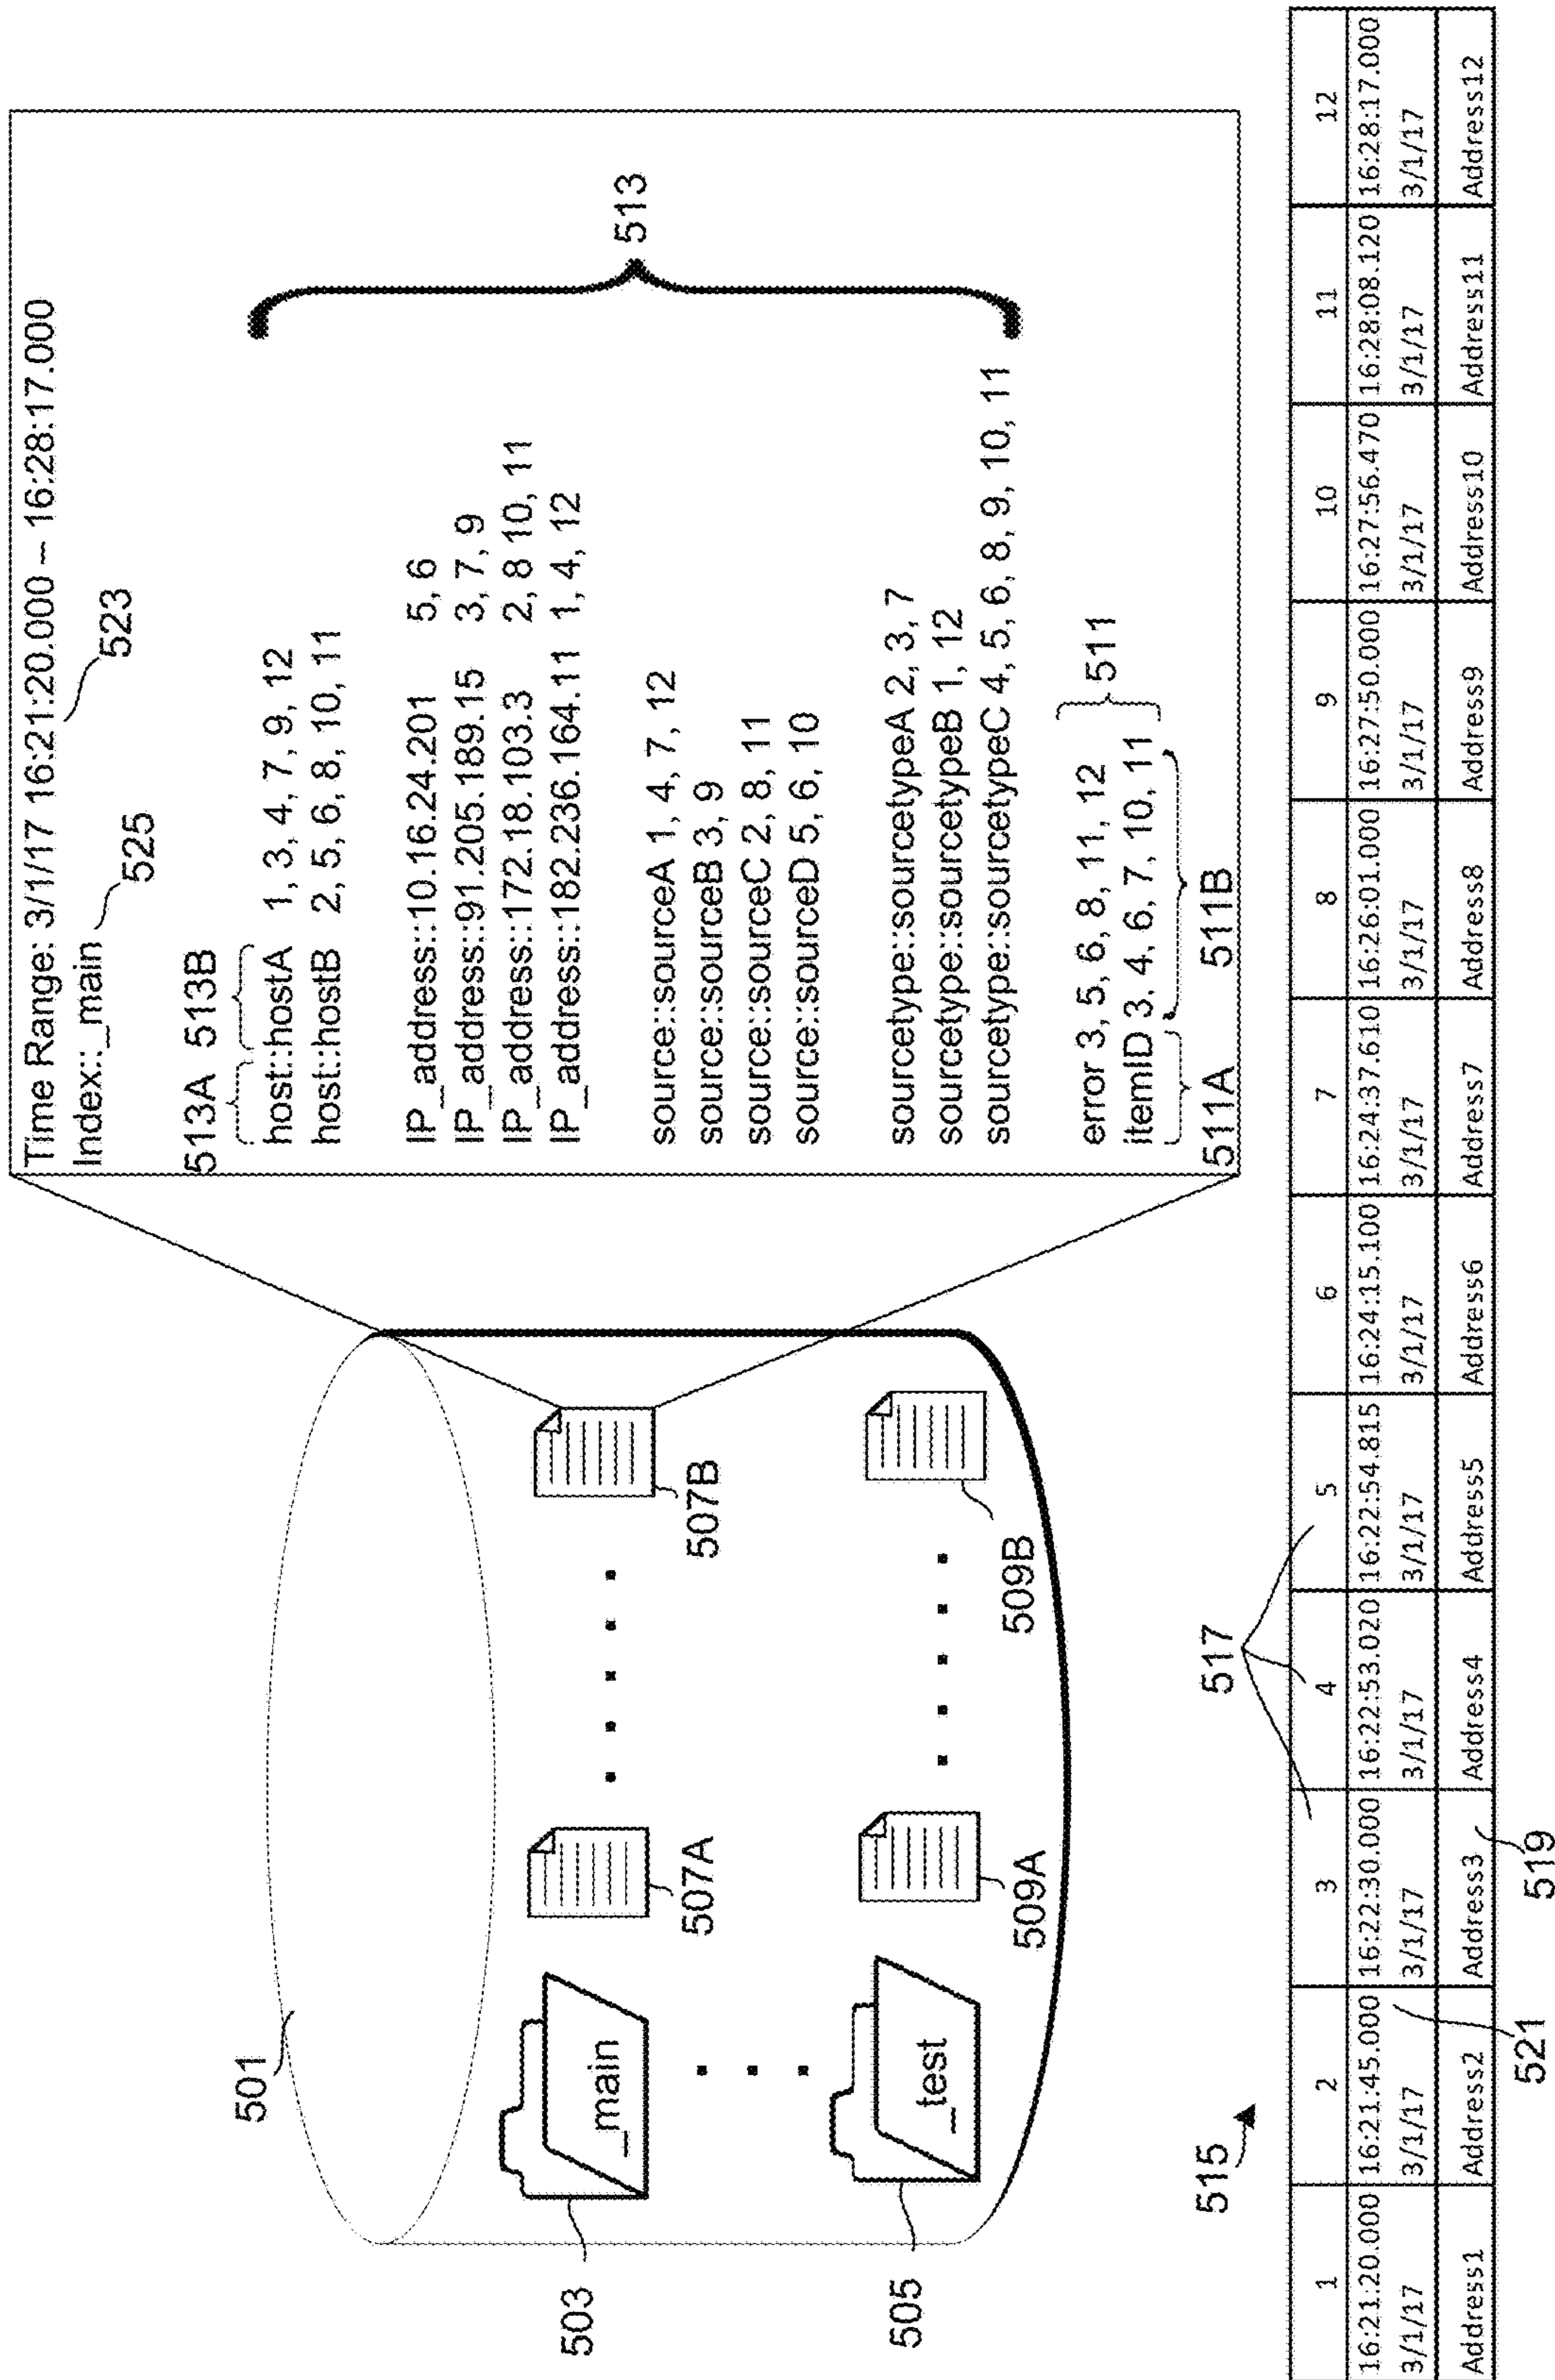 Time Range: 3/1/17 16:21:20.000 – 16:28:17.000
523
Index::_main
525
513A 513B
host::hostA 1, 3, 4, 7, 9, 12
host::hostB 2, 5, 6, 8, 10, 11
IP_address::10.16.24.201 5, 6
IP_address::91.205.189.15 3, 7, 9
IP_address::172.18.103.3 2, 8 10, 11
IP_address::182.236.164.11 1, 4, 12
source::sourceA 1, 4, 7, 12
source::sourceB 3, 9
source::sourceC 2, 8, 11
source::sourceD 5, 6, 10
sourcetype::sourcetypeA 2, 3, 7
sourcetype::sourcetypeB 1, 12
sourcetype::sourcetypeC 4, 5, 6, 8, 9, 10, 11
513
error 3, 5, 6, 8, 11, 12
itemID 3, 4, 6, 7, 10, 11
511
511A 511B
501
_main
503
507A
507B
_test
505
509A
509B
515
517
1 2 3 4 5 6 7 8 9 10 11 12
16:21:20.000 16:21:45.000 16:22:30.000 16:22:53.020 16:22:54.815 16:24:15.100 16:24:37.610 16:26:01.000 16:27:50.000 16:27:56.470 16:28:08.120 16:28:17.000
3/1/17 3/1/17 3/1/17 3/1/17 3/1/17 3/1/17 3/1/17 3/1/17 3/1/17 3/1/17 3/1/17 3/1/17
Address1 Address2 Address3 Address4 Address5 Address6 Address7 Address8 Address9 Address10 Address11 Address12
521
519